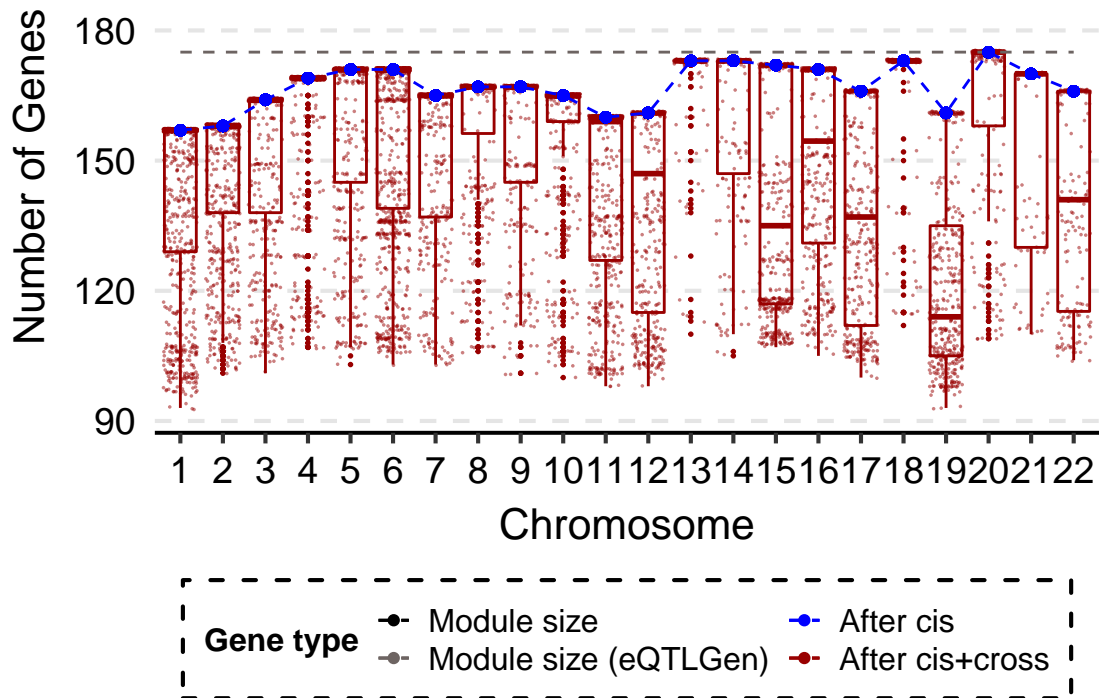 Number of Genes
180
150
120
90
1 2 3 4 5 6 7 8 9 10 11 12 13 14 15 16 17 18 19 20 21 22
Chromosome
Gene type
Module size
After cis
Module size (eQTLGen)
After cis+cross